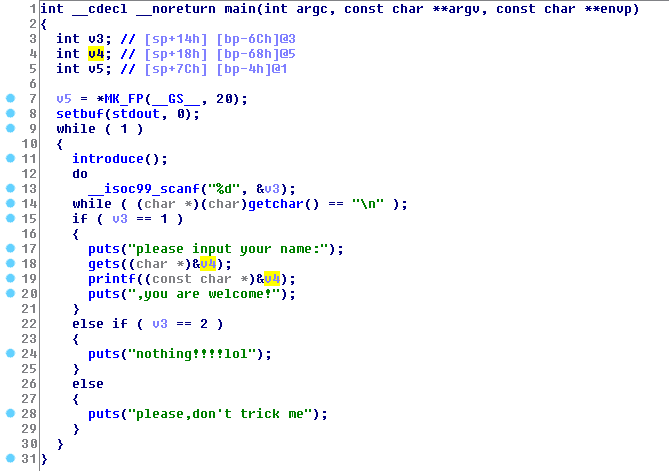 1 int __cdecl __noreturn main(int argc, const char **argv, const char **envp)
2 {
3   int v3; // [sp+14h] [bp-6Ch]@3
4   int v4; // [sp+18h] [bp-68h]@5
5   int v5; // [sp+7Ch] [bp-4h]@1
6
7   v5 = *MK_FP(__GS__, 20);
8   setbuf(stdout, 0);
9   while ( 1 )
10   {
11     introduce();
12     do
13       __isoc99_scanf("%d", &v3);
14     while ( (char *)(char)getchar() == "\n" );
15     if ( v3 == 1 )
16     {
17       puts("please input your name:");
18       gets((char *)&v4);
19       printf((const char *)&v4);
20       puts(",you are welcome!");
21     }
22     else if ( v3 == 2 )
23     {
24       puts("nothing!!!!lol");
25     }
26     else
27     {
28       puts("please,don't trick me");
29     }
30   }
31 }